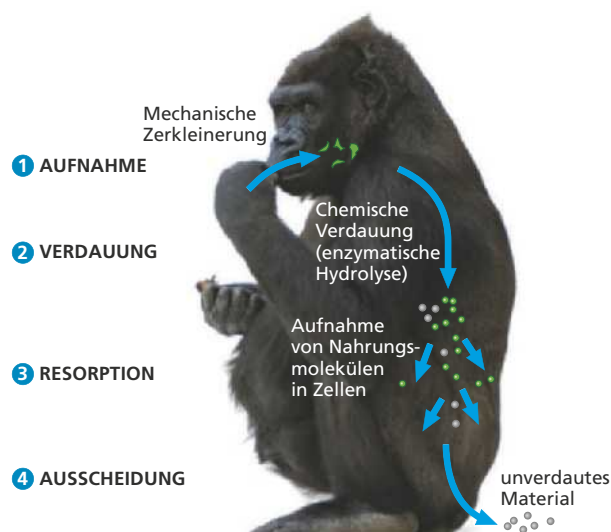 Mechanische
Zerkleinerung
1 AUFNAHME
Chemische
Verdauung
(enzymatische
Hydrolyse)
2 VERDAUUNG
Aufnahme
von Nahrungs-
molekülen
in Zellen
3 RESORPTION
4 AUSSCHEIDUNG
unverdautes
Material